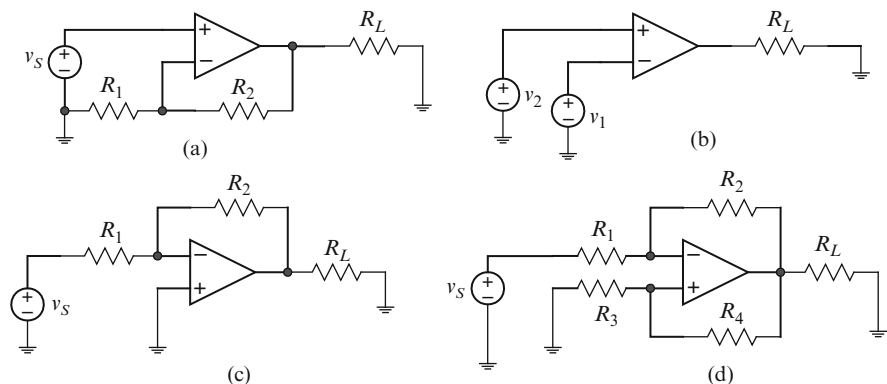 R_L
+
−
v_S
+
−
R_1
R_2
(a)
R_L
+
−
v_2
+
−
v_1
+
−
(b)
R_2
R_1
R_L
−
+
v_S
+
−
(c)
R_2
R_1
R_L
−
+
v_S
+
−
R_3
R_4
(d)